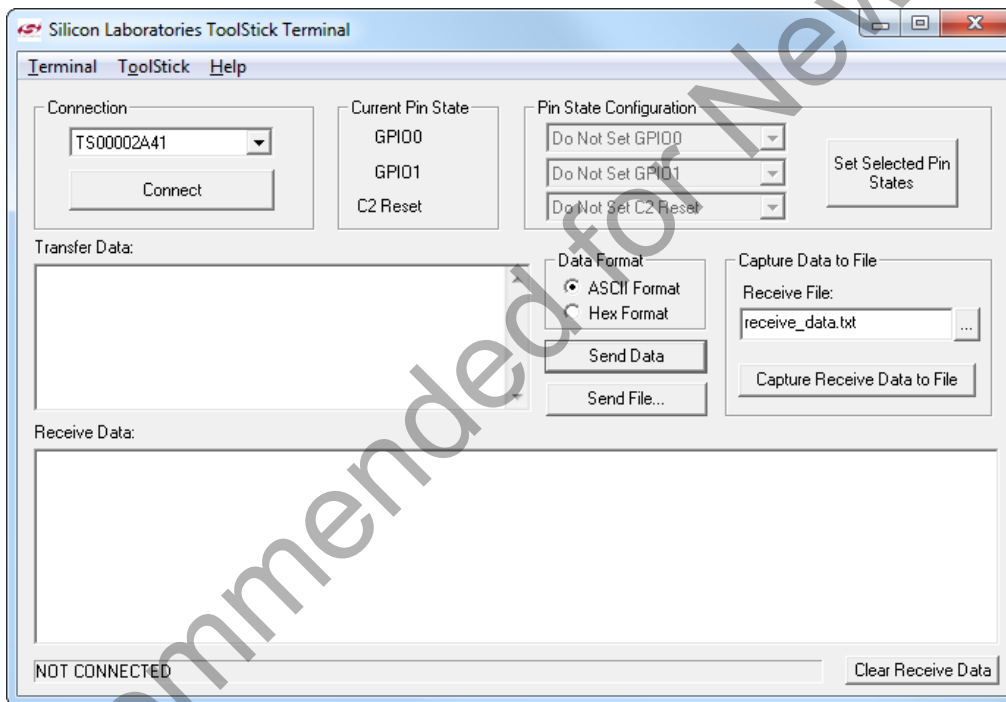 Silicon Laboratories ToolStick Terminal
Terminal ToolStick Help
Connection
TS00002A41
Connect
Current Pin State
GPIO0
GPIO1
C2 Reset
Pin State Configuration
Do Not Set GPIO0
Do Not Set GPIO1
Do Not Set C2 Reset
Set Selected Pin
States
Transfer Data:
Data Format
ASCII Format
Hex Format
Send Data
Send File...
Capture Data to File
Receive File:
receive_data.txt
...
Capture Receive Data to File
Receive Data:
NOT CONNECTED
Clear Receive Data
ommended for New